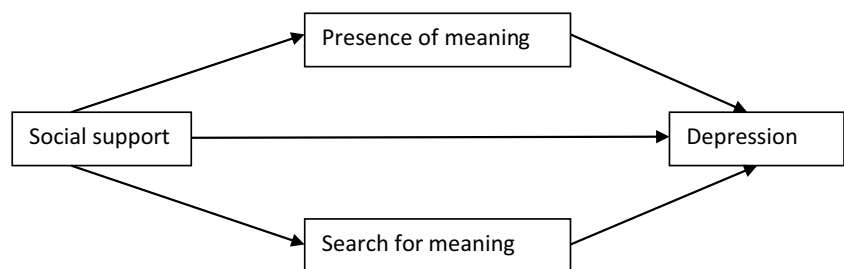 Presence of meaning
Social support
Depression
Search for meaning